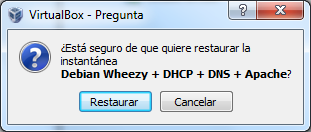 VirtualBox - Pregunta
¿Está seguro de que quiere restaurar la
instantánea
Debian Wheezy + DHCP + DNS + Apache?
Restaurar
Cancelar